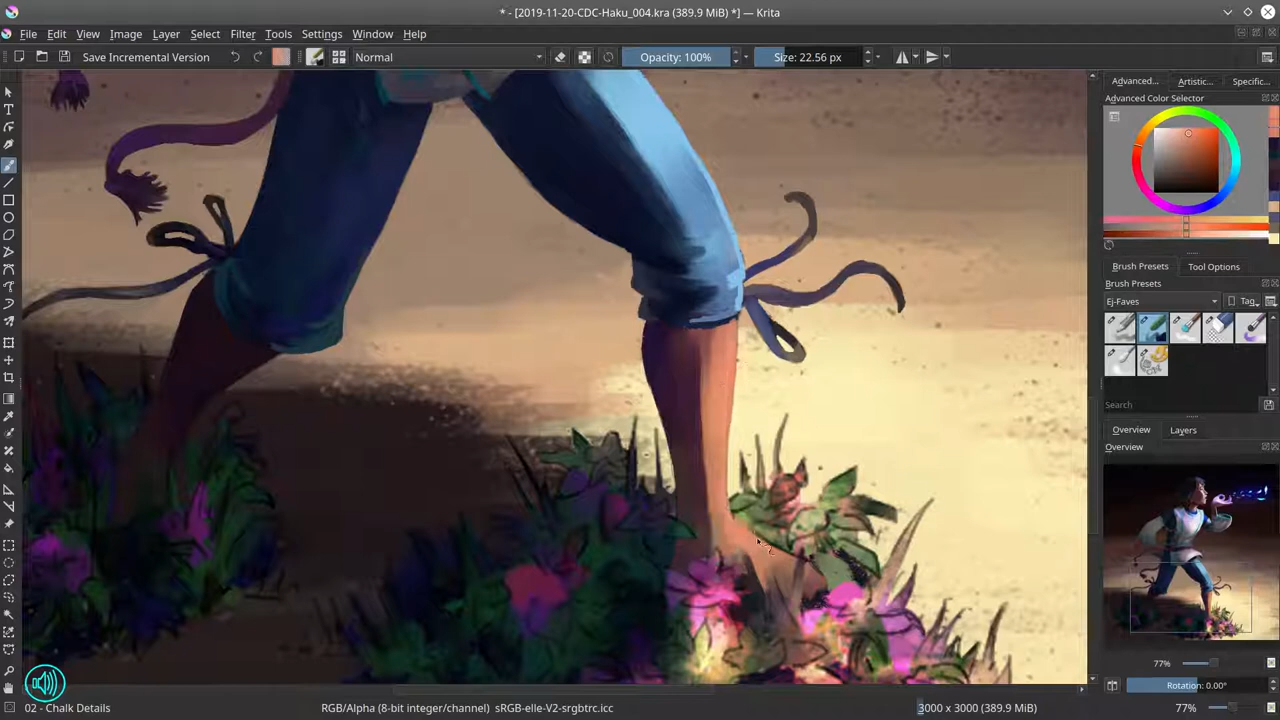 * - [2019-11-20-CDC-Haku_004.kra (389.9 MiB) *] — Krita
File Edit View Image Layer Select Filter Tools Settings Window Help
Save Incremental Version Normal Opacity: 100% Size: 22.56 px
Advanced... Artistic... Specific...
Advanced Color Selector
Brush Presets Tool Options
Brush Presets
Ej-Faves Tag
Search
Overview Layers
Overview
77%
Rotation: 0.00°
02 - Chalk Details RGB/Alpha (8-bit integer/channel) sRGB-elle-V2-srgbtrc.icc 3000 x 3000 (389.9 MiB) 77%